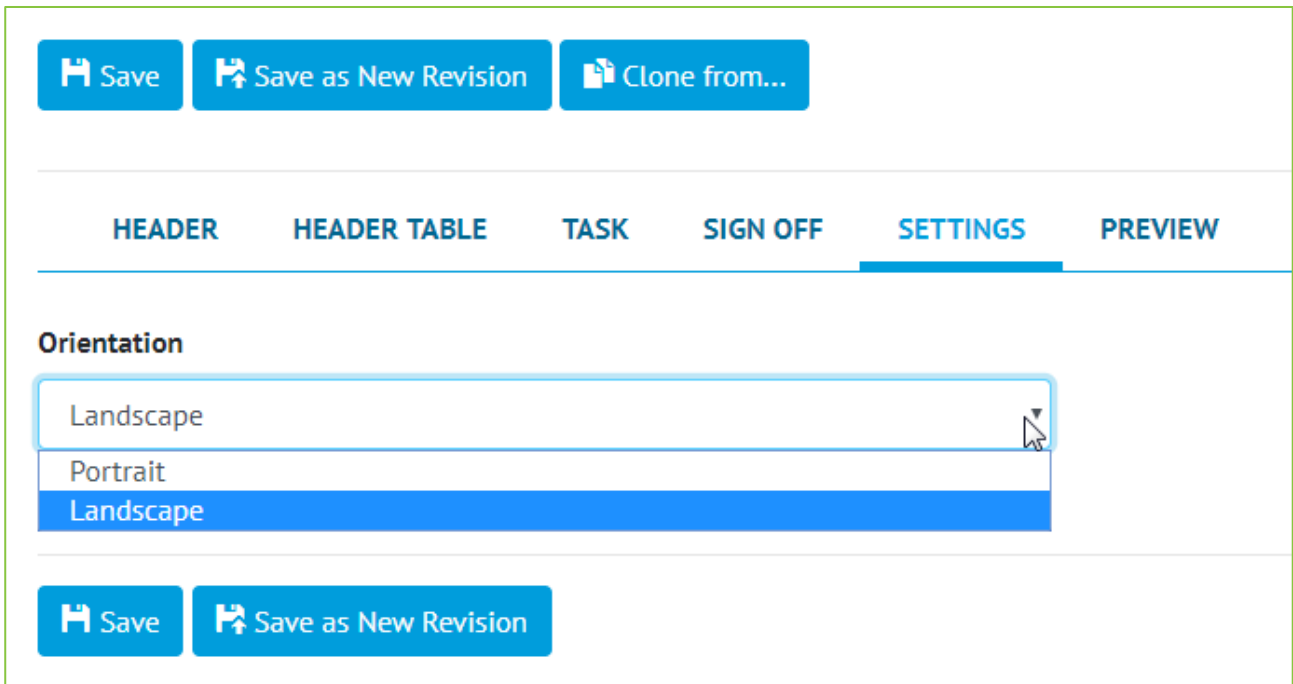 Save Save as New Revision Clone from...
HEADER HEADER TABLE TASK SIGN OFF SETTINGS PREVIEW
Orientation
Landscape
Portrait
Landscape
Save Save as New Revision